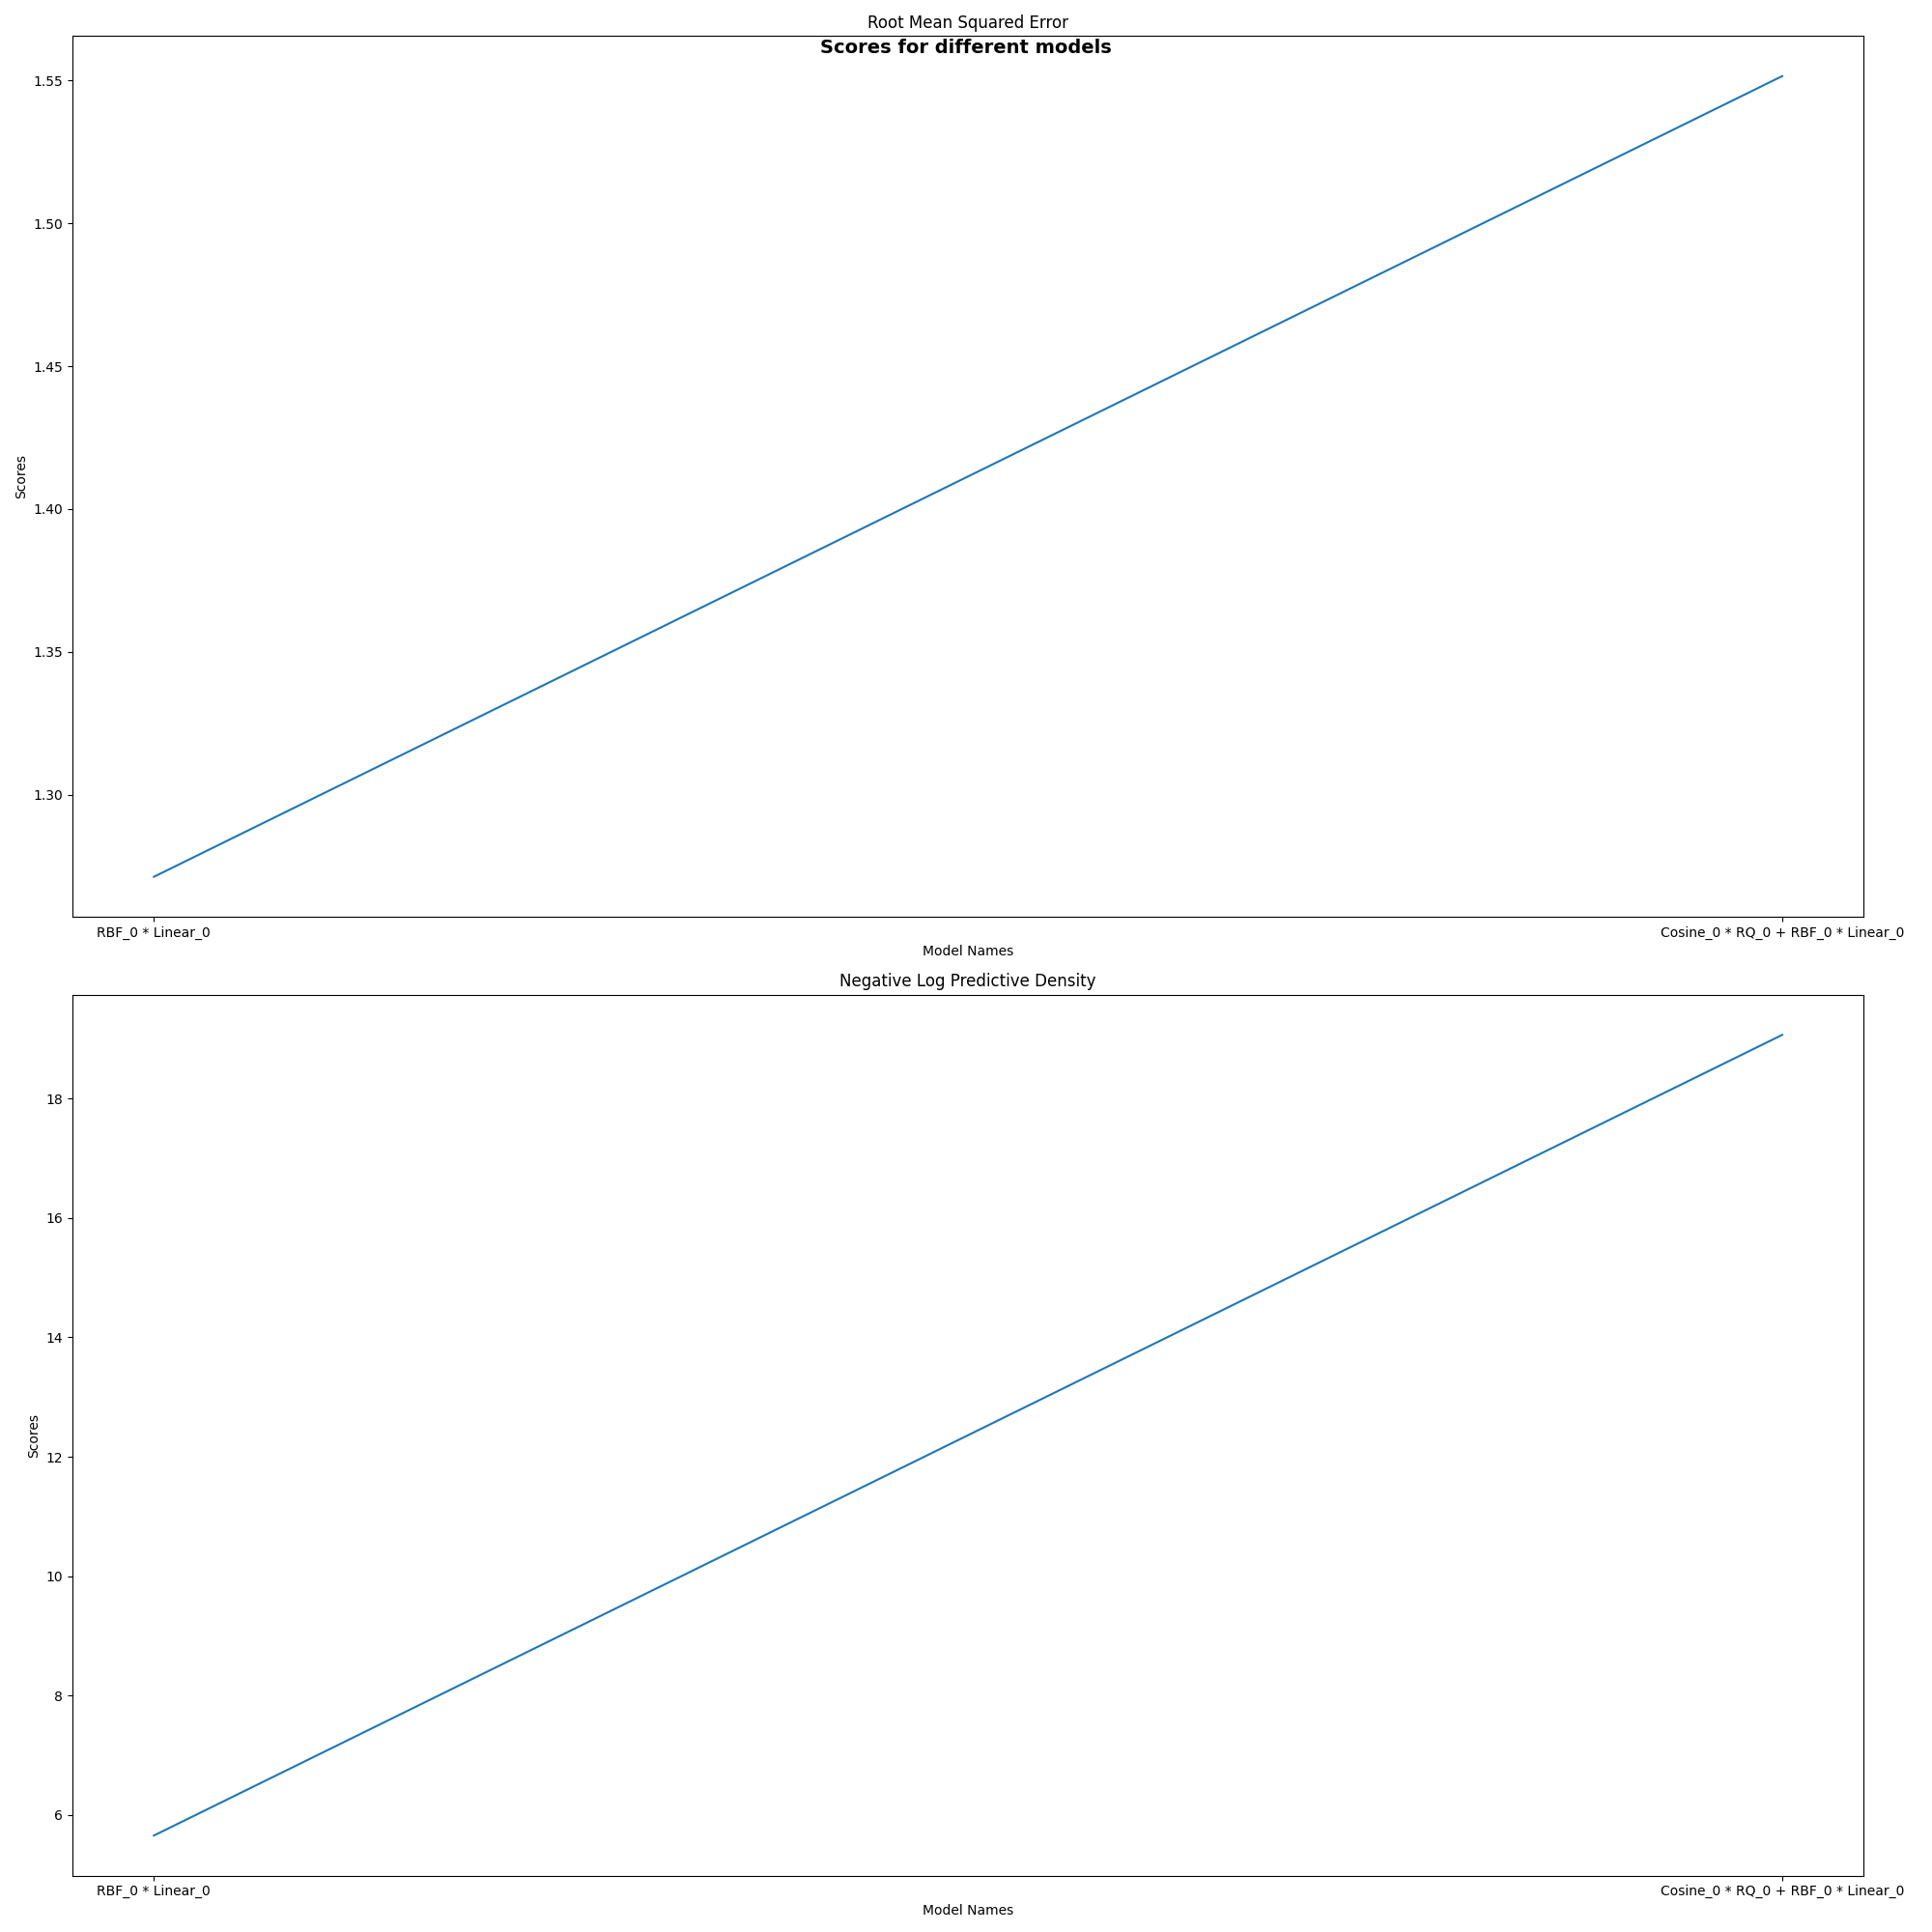 Root Mean Squared Error
Scores for different models
1.55
1.50
1.45
1.40
1.35
1.30
Scores
RBF_0 * Linear_0
Cosine_0 * RQ_0 + RBF_0 * Linear_0
Model Names
Negative Log Predictive Density
18
16
14
12
10
8
6
Scores
RBF_0 * Linear_0
Cosine_0 * RQ_0 + RBF_0 * Linear_0
Model Names